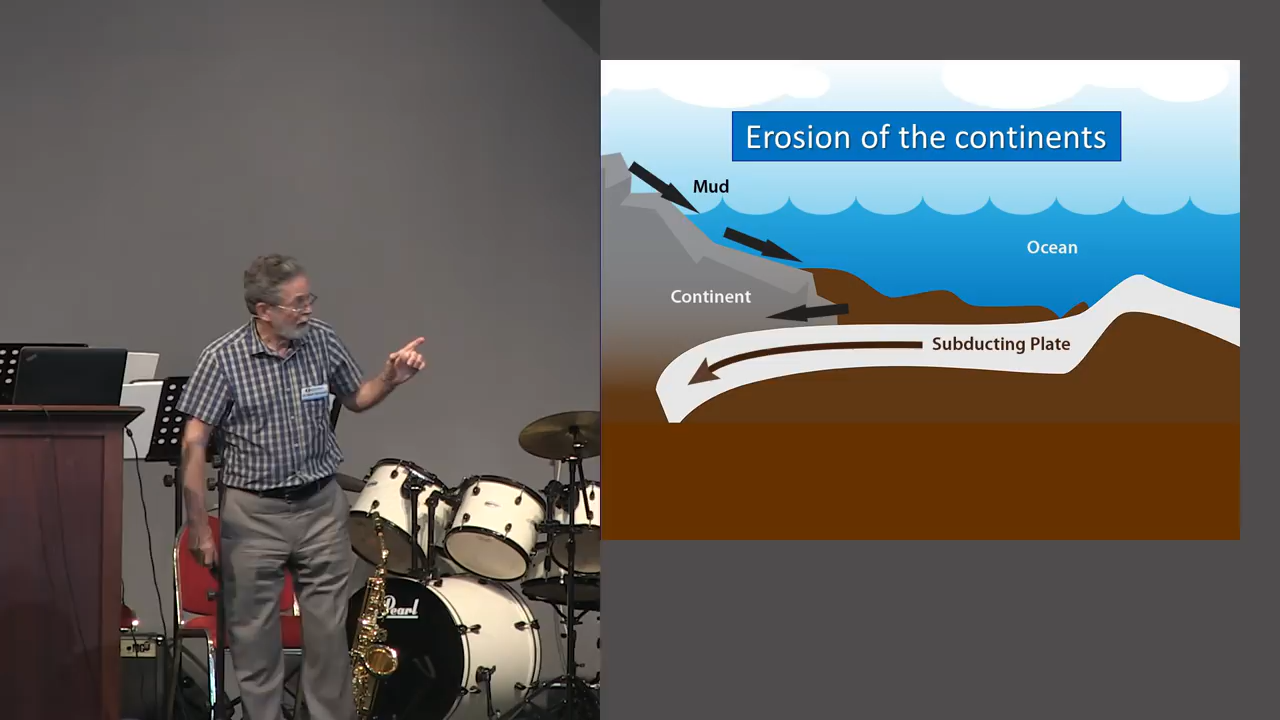 Erosion of the continents
Mud
Ocean
Continent
Subducting Plate
Pearl